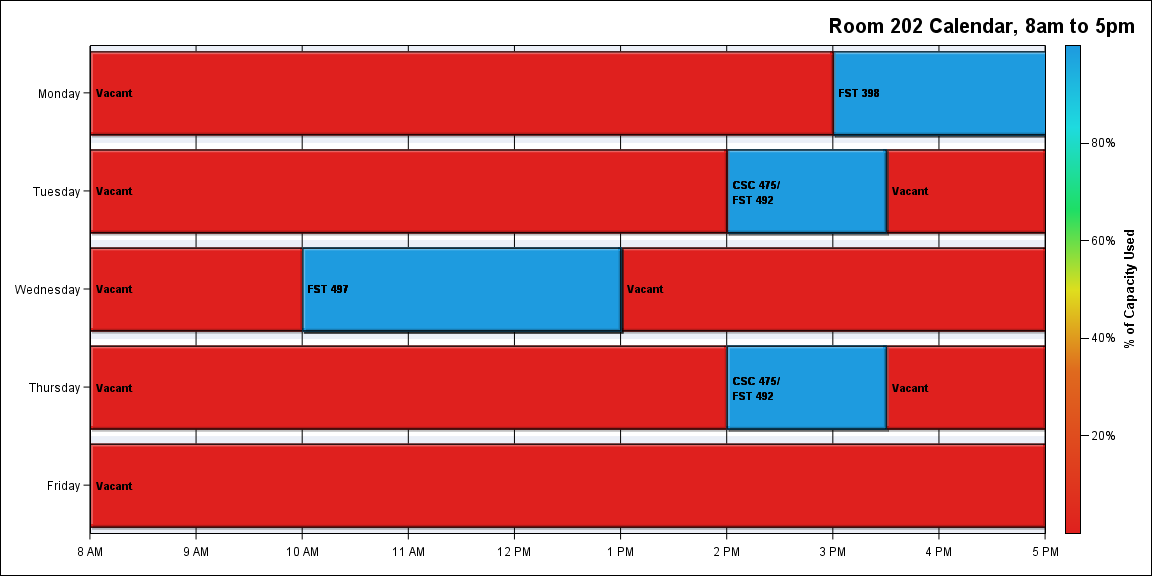 Room 202 Calendar, 8am to 5pm
Monday
Vacant
FST 398
Tuesday
Vacant
CSC 475/
FST 492
Vacant
Wednesday
Vacant
FST 497
Vacant
Thursday
Vacant
CSC 475/
FST 492
Vacant
Friday
Vacant
8 AM
9 AM
10 AM
11 AM
12 PM
1 PM
2 PM
3 PM
4 PM
5 PM
80%
60%
40%
20%
% of Capacity Used